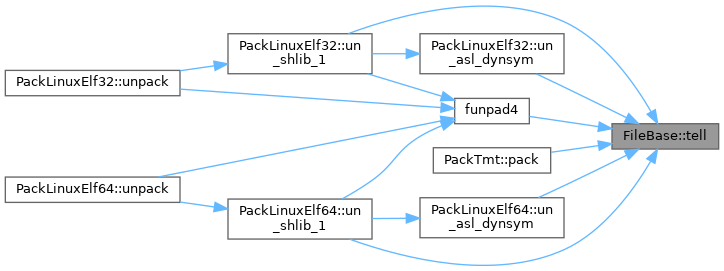 PackLinuxElf32::unpack
PackLinuxElf32::un
_shlib_1
PackLinuxElf32::un
_asl_dynsym
funpad4
FileBase::tell
PackTmt::pack
PackLinuxElf64::unpack
PackLinuxElf64::un
_shlib_1
PackLinuxElf64::un
_asl_dynsym